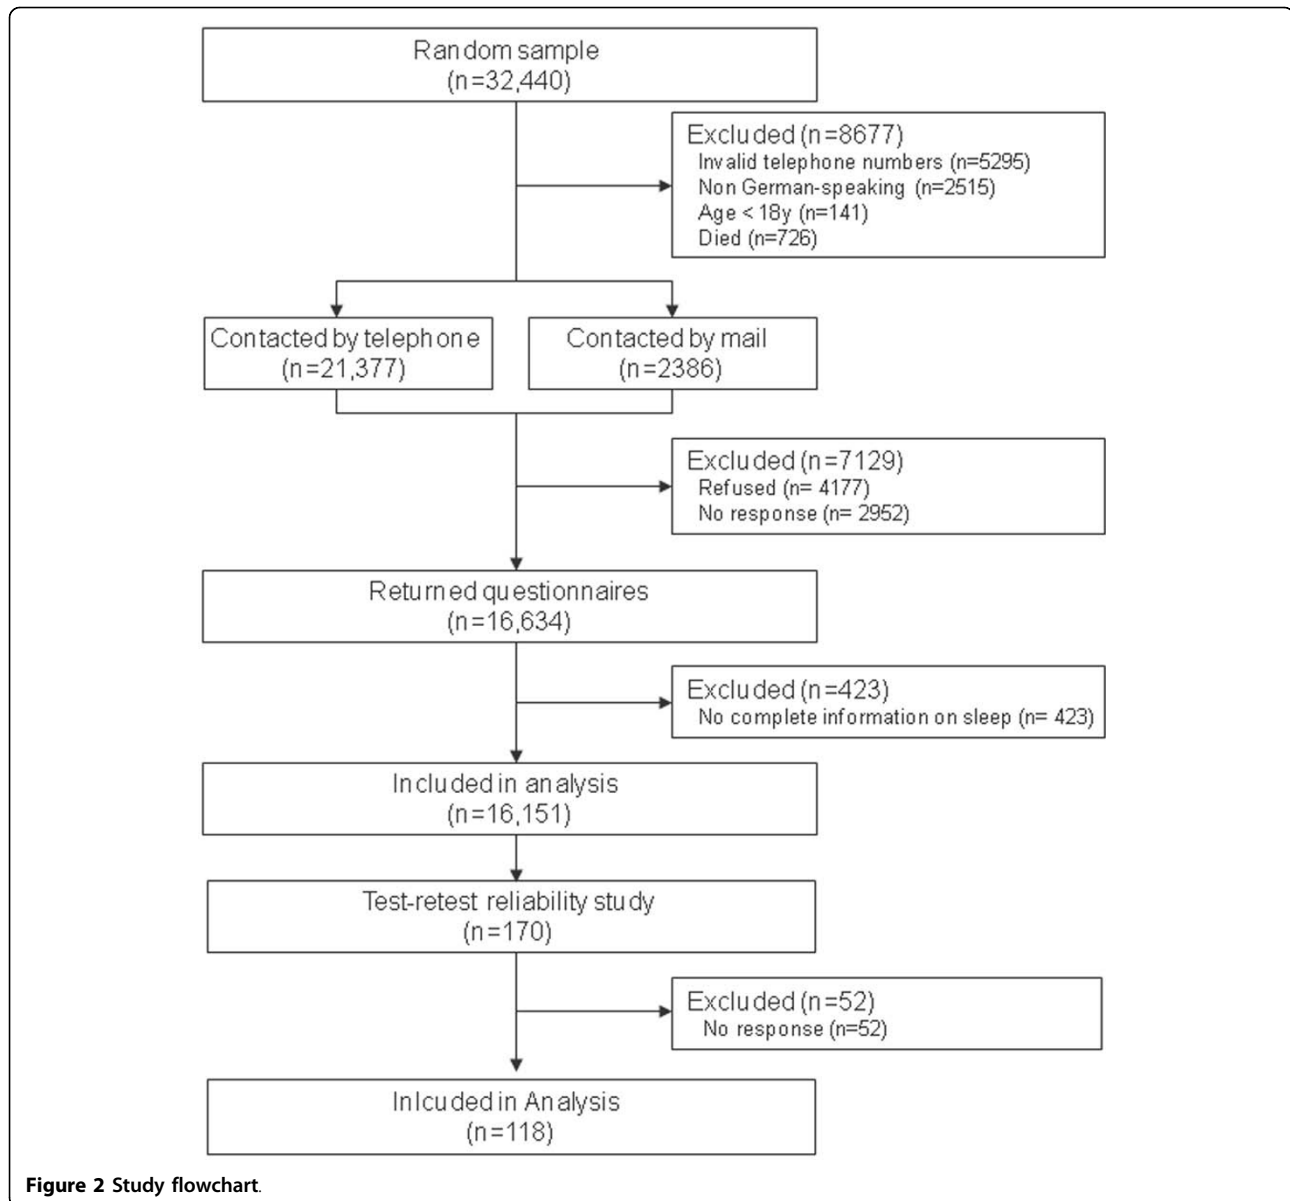 Random sample
(n=32,440)
Excluded (n=8677)
Invalid telephone numbers (n=5295)
Non German-speaking (n=2515)
Age < 18y (n=141)
Died (n=726)
Contacted by telephone
(n=21,377)
Contacted by mail
(n=2386)
Excluded (n=7129)
Refused (n= 4177)
No response (n= 2952)
Returned questionnaires
(n=16,634)
Excluded (n=423)
No complete information on sleep (n= 423)
Included in analysis
(n=16,151)
Test-retest reliability study
(n=170)
Excluded (n=52)
No response (n=52)
Inlcuded in Analysis
(n=118)
Figure 2 Study flowchart.